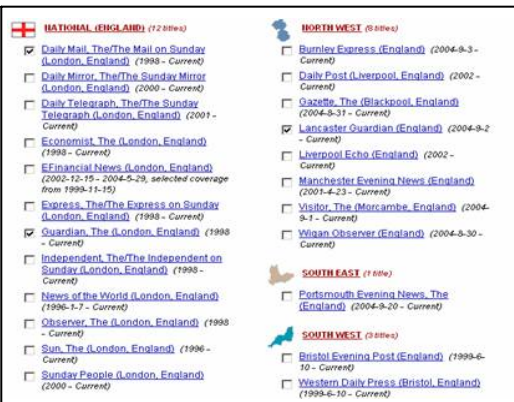 NATIONAL (ENGLAND) (12 titles)
Daily Mail, The/The Mail on Sunday
(London, England) (1998 - Current)
Daily Mirror, The/The Sunday Mirror
(London, England) (2000 - Current)
Daily Telegraph, The/The Sunday
Telegraph (London, England) (2001 -
Current)
Economist, The (London, England)
(1998 - Current)
EFinancial News (London, England)
(2002-12-15 - 2004-5-29, selected coverage
from 1999-11-15)
Express, The/The Express on Sunday
(London, England) (1998 - Current)
Guardian, The (London, England) (1998
- Current)
Independent, The/The Independent on
Sunday (London, England) (1998 -
Current)
News of the World (London, England)
(1996-1-7 - Current)
Observer, The (London, England) (1998
- Current)
Sun, The (London, England) (1996 -
Current)
Sunday People (London, England)
(2000 - Current)
NORTH WEST (8 titles)
Burnley Express (England) (2004-9-3 -
Current)
Daily Post (Liverpool, England) (2002 -
Current)
Gazette, The (Blackpool, England)
(2004-8-31 - Current)
Lancaster Guardian (England) (2004-9-2
- Current)
Liverpool Echo (England) (2002 -
Current)
Manchester Evening News (England)
(2001-4-23 - Current)
Visitor, The (Morcambe, England) (2004-
9-1 - Current)
Wigan Observer (England) (2004-8-30 -
Current)
SOUTH EAST (1 title)
Portsmouth Evening News, The
(England) (2004-9-20 - Current)
SOUTH WEST (3 titles)
Bristol Evening Post (England) (1999-6-
10 - Current)
Western Daily Press (Bristol, England)
(1999-6-10 - Current)